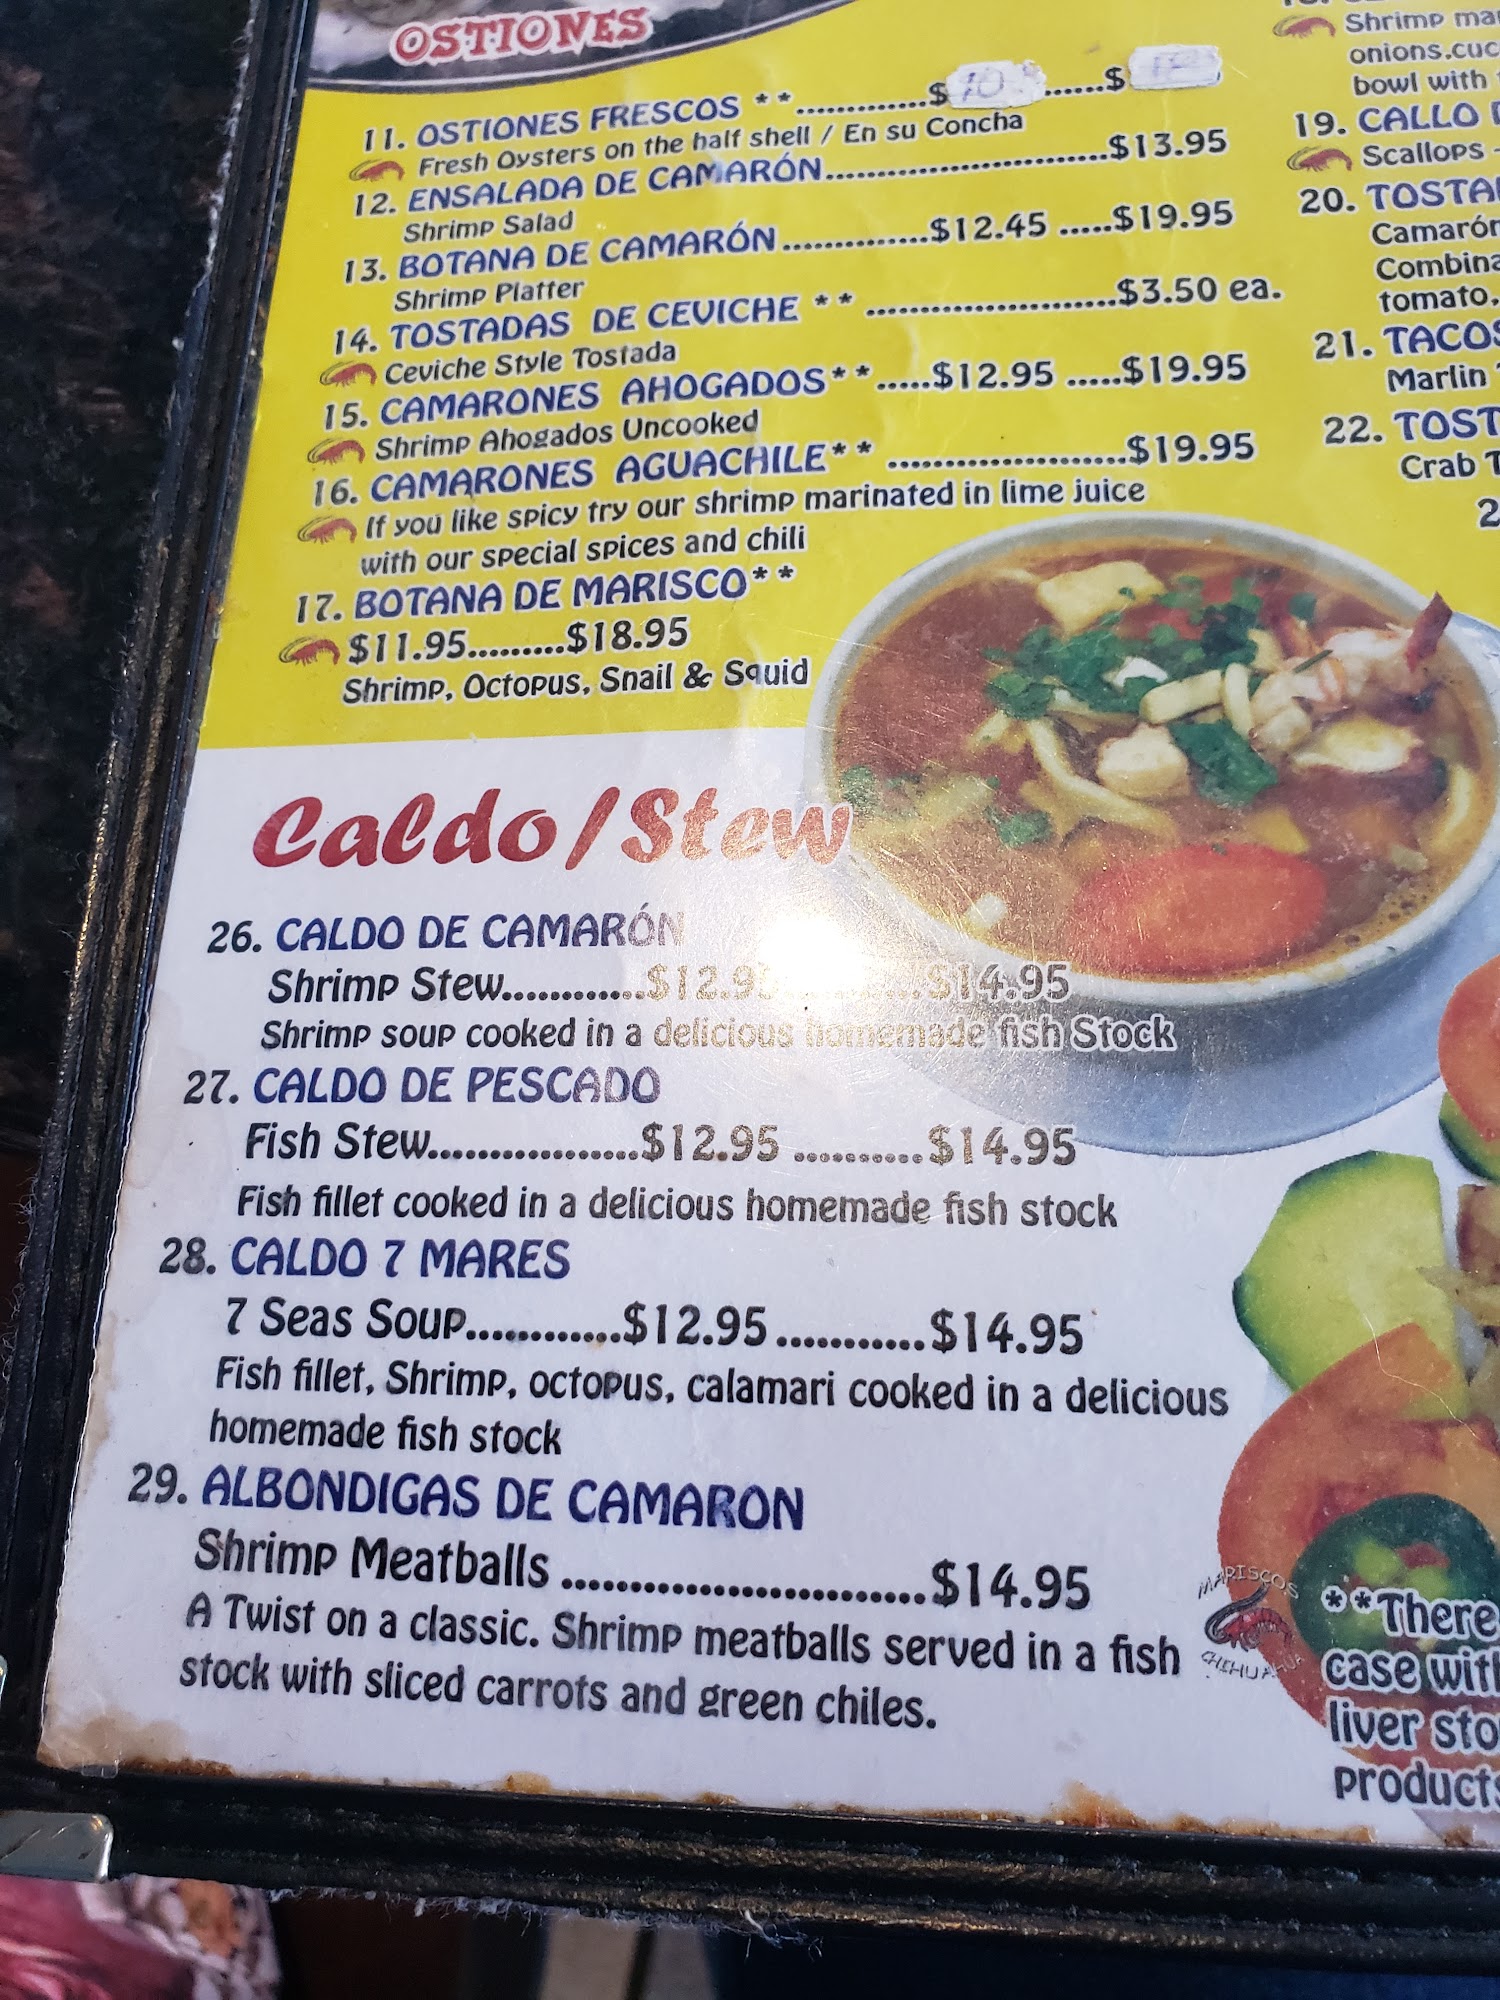 OSTIONES
11. OSTIONES FRESCOS **.............$ 10 ......$
Fresh Oysters on the half shell / En su Concha
12. ENSALADA DE CAMARÓN............................$13.95
Shrimp Salad
13. BOTANA DE CAMARÓN..............$12.45 .....$19.95
Shrimp Platter
14. TOSTADAS DE CEVICHE ** .........................$3.50 ea.
Ceviche Style Tostada
15. CAMARONES AHOGADOS**.....$12.95 .....$19.95
Shrimp Ahogados Uncooked
16. CAMARONES AGUACHILE** ........................$19.95
If you like spicy try our shrimp marinated in lime juice
with our special spices and chili
17. BOTANA DE MARISCO**
$11.95.........$18.95
Shrimp, Octopus, Snail & Squid
Caldo/Stew
26. CALDO DE CAMARÓN
Shrimp Stew............$12.95..........$14.95
Shrimp soup cooked in a delicious homemade fish Stock
27. CALDO DE PESCADO
Fish Stew.................$12.95 ..........$14.95
Fish fillet cooked in a delicious homemade fish stock
28. CALDO 7 MARES
7 Seas Soup............$12.95...........$14.95
Fish fillet, Shrimp, octopus, calamari cooked in a delicious
homemade fish stock
29. ALBONDIGAS DE CAMARON
Shrimp Meatballs ..........................$14.95
A Twist on a classic. Shrimp meatballs served in a fish
stock with sliced carrots and green chiles.
MARISCOS
CHIHUAHUA
Shrimp
onions.
bowl with
19. CALLO
Scallops -
20.
Camarón
tomato,
21. TACOS
Marlin
22.
Crab
**There
case with
liver
products